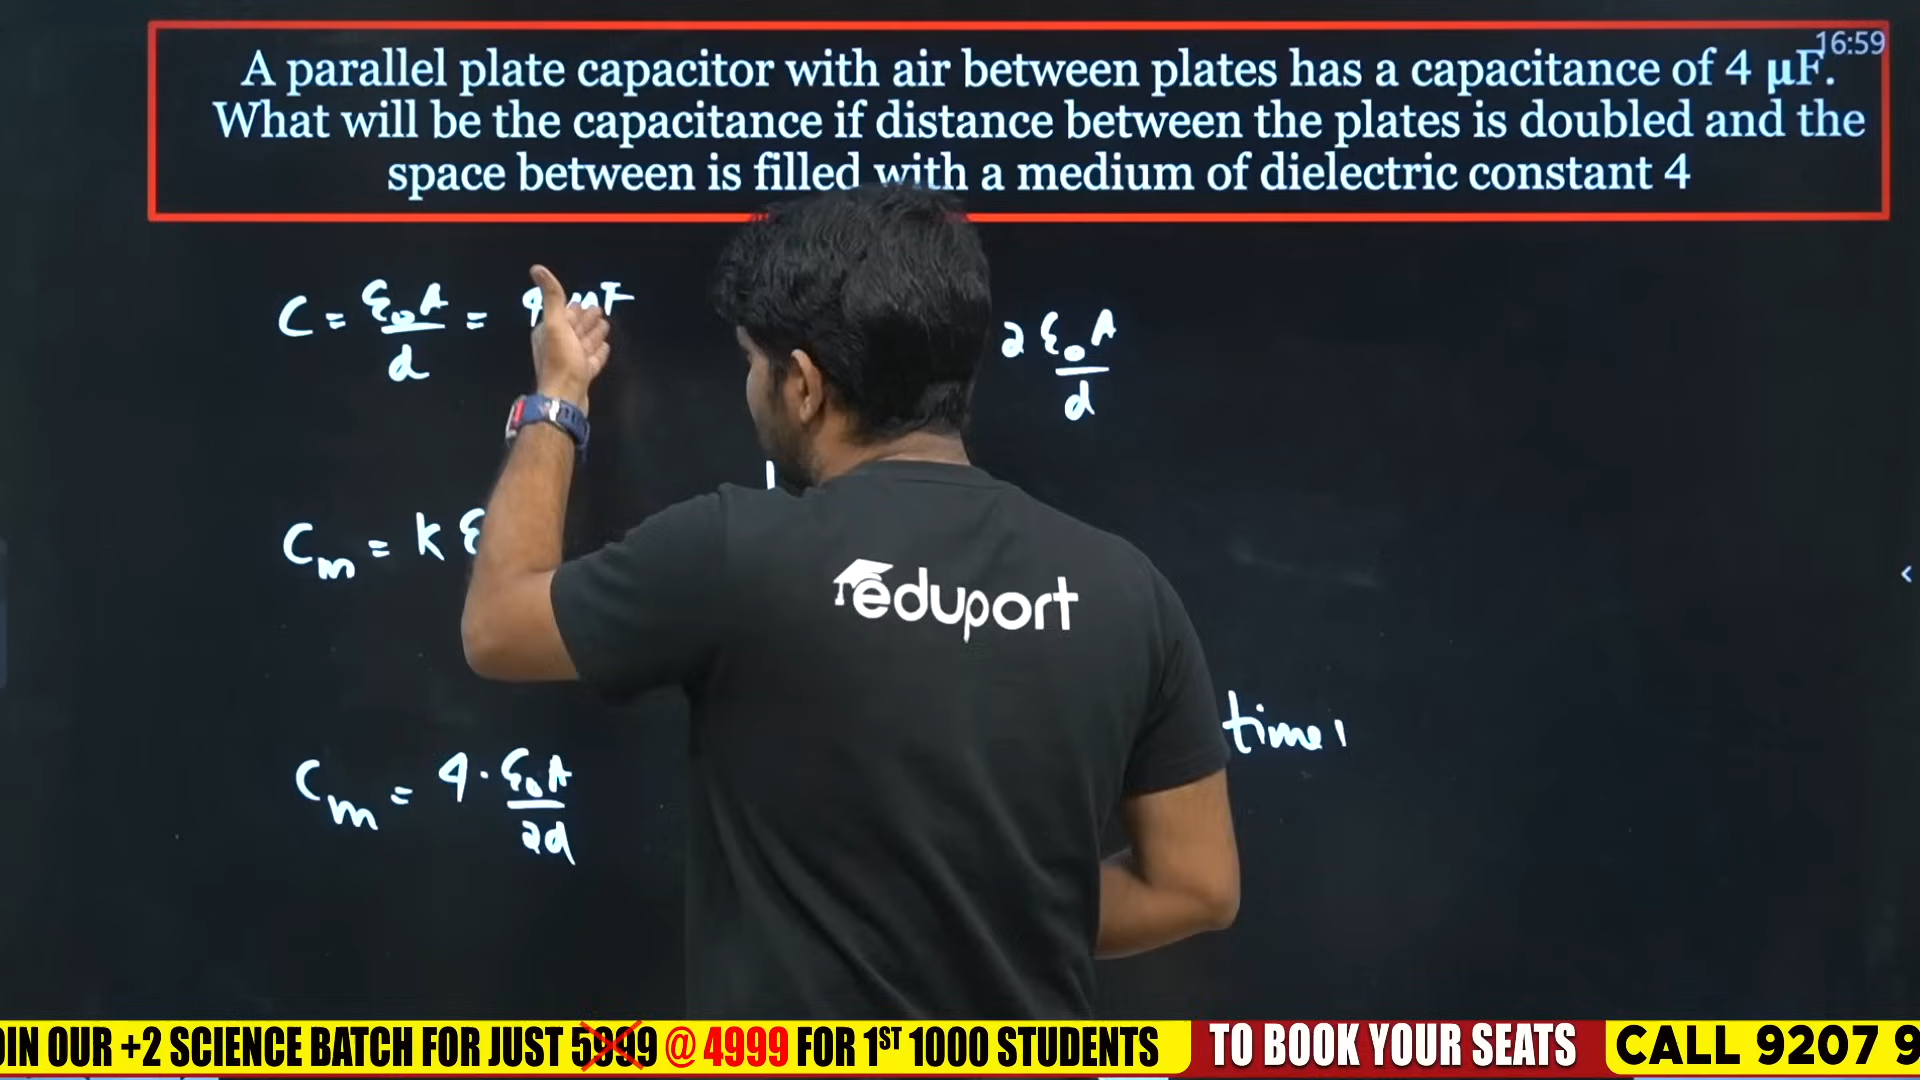 16:59
A parallel plate capacitor with air between plates has a capacitance of 4 µF.
What will be the capacitance if distance between the plates is doubled and the
space between is filled with a medium of dielectric constant 4
C = ε₀A/d = 4 µF
2 ε₀A/d
Cm = k ε
eduport
time
Cm = 4 · ε₀A/2d
OIN OUR +2 SCIENCE BATCH FOR JUST 5999 @ 4999 FOR 1ST 1000 STUDENTS
TO BOOK YOUR SEATS
CALL 9207 9